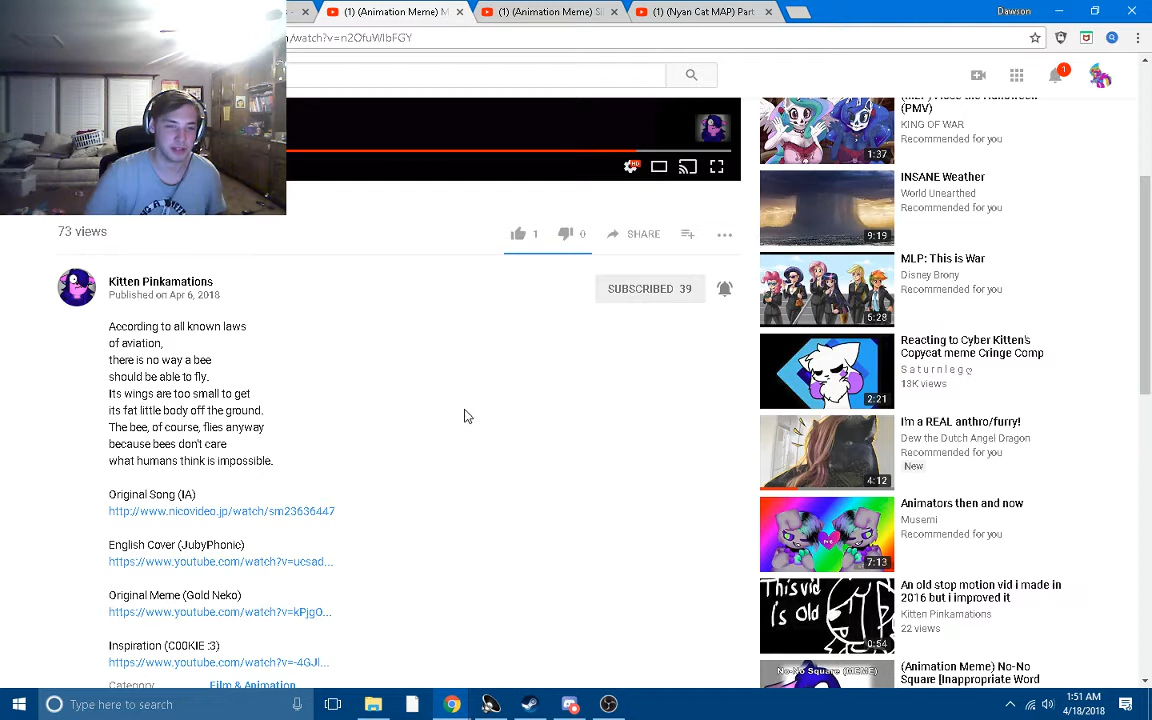 (1) (Animation Meme) M
(1) (Animation Meme) Si
(1) (Nyan Cat MAP) Part
Dawson
/watch?v=n2OfuWIbFGY
1
(PMV)
KING OF WAR
Recommended for you
1:37
HD
INSANE Weather
World Unearthed
Recommended for you
9:19
73 views
1
0
SHARE
MLP: This is War
Disney Brony
Recommended for you
5:28
Kitten Pinkamations
Published on Apr 6, 2018
SUBSCRIBED 39
According to all known laws
of aviation,
there is no way a bee
should be able to fly.
Its wings are too small to get
its fat little body off the ground.
The bee, of course, flies anyway
because bees don't care
what humans think is impossible.
Reacting to Cyber Kitten's
Copycat meme Cringe Comp
S a t u r n l e g ღ
13K views
2:21
I'm a REAL anthro/furry!
Dew the Dutch Angel Dragon
Recommended for you
New
4:12
Original Song (IA)
http://www.nicovideo.jp/watch/sm23636447
English Cover (JubyPhonic)
https://www.youtube.com/watch?v=ucsad...
Animators then and now
Musemi
Recommended for you
7:13
Original Meme (Gold Neko)
https://www.youtube.com/watch?v=kPjgO...
Inspiration (C00KIE :3)
https://www.youtube.com/watch?v=-4GJl...
This vid
is Old
An old stop motion vid i made in
2016 but i improved it
Kitten Pinkamations
22 views
0:54
Category
Film & Animation
No-No Square (MEME)
(Animation Meme) No-No
Square [Inappropriate Word
Type here to search
1:51 AM
4/18/2018